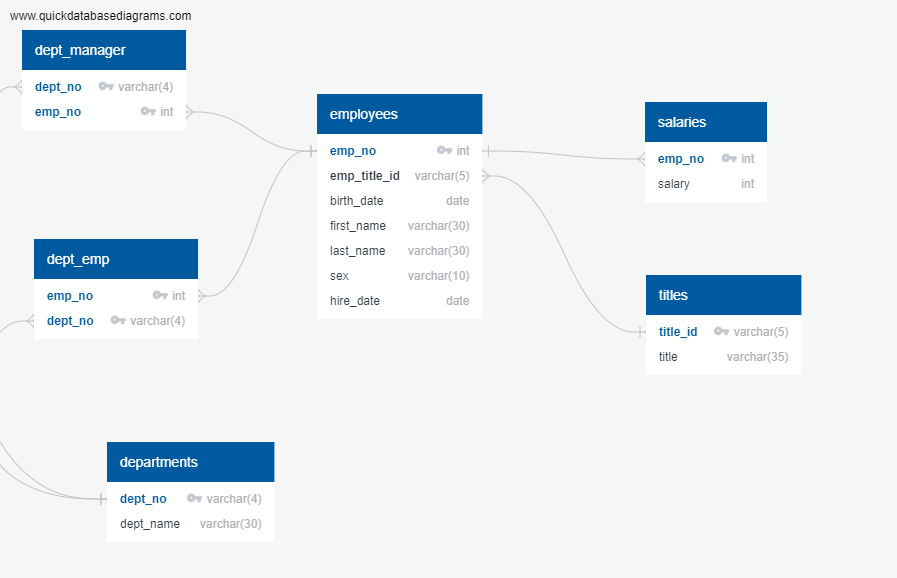 www.quickdatabasediagrams.com
dept_manager
dept_no varchar(4)
emp_no int
employees
emp_no int
emp_title_id varchar(5)
birth_date date
first_name varchar(30)
last_name varchar(30)
sex varchar(10)
hire_date date
salaries
emp_no int
salary int
dept_emp
emp_no int
dept_no varchar(4)
titles
title_id varchar(5)
title varchar(35)
departments
dept_no varchar(4)
dept_name varchar(30)